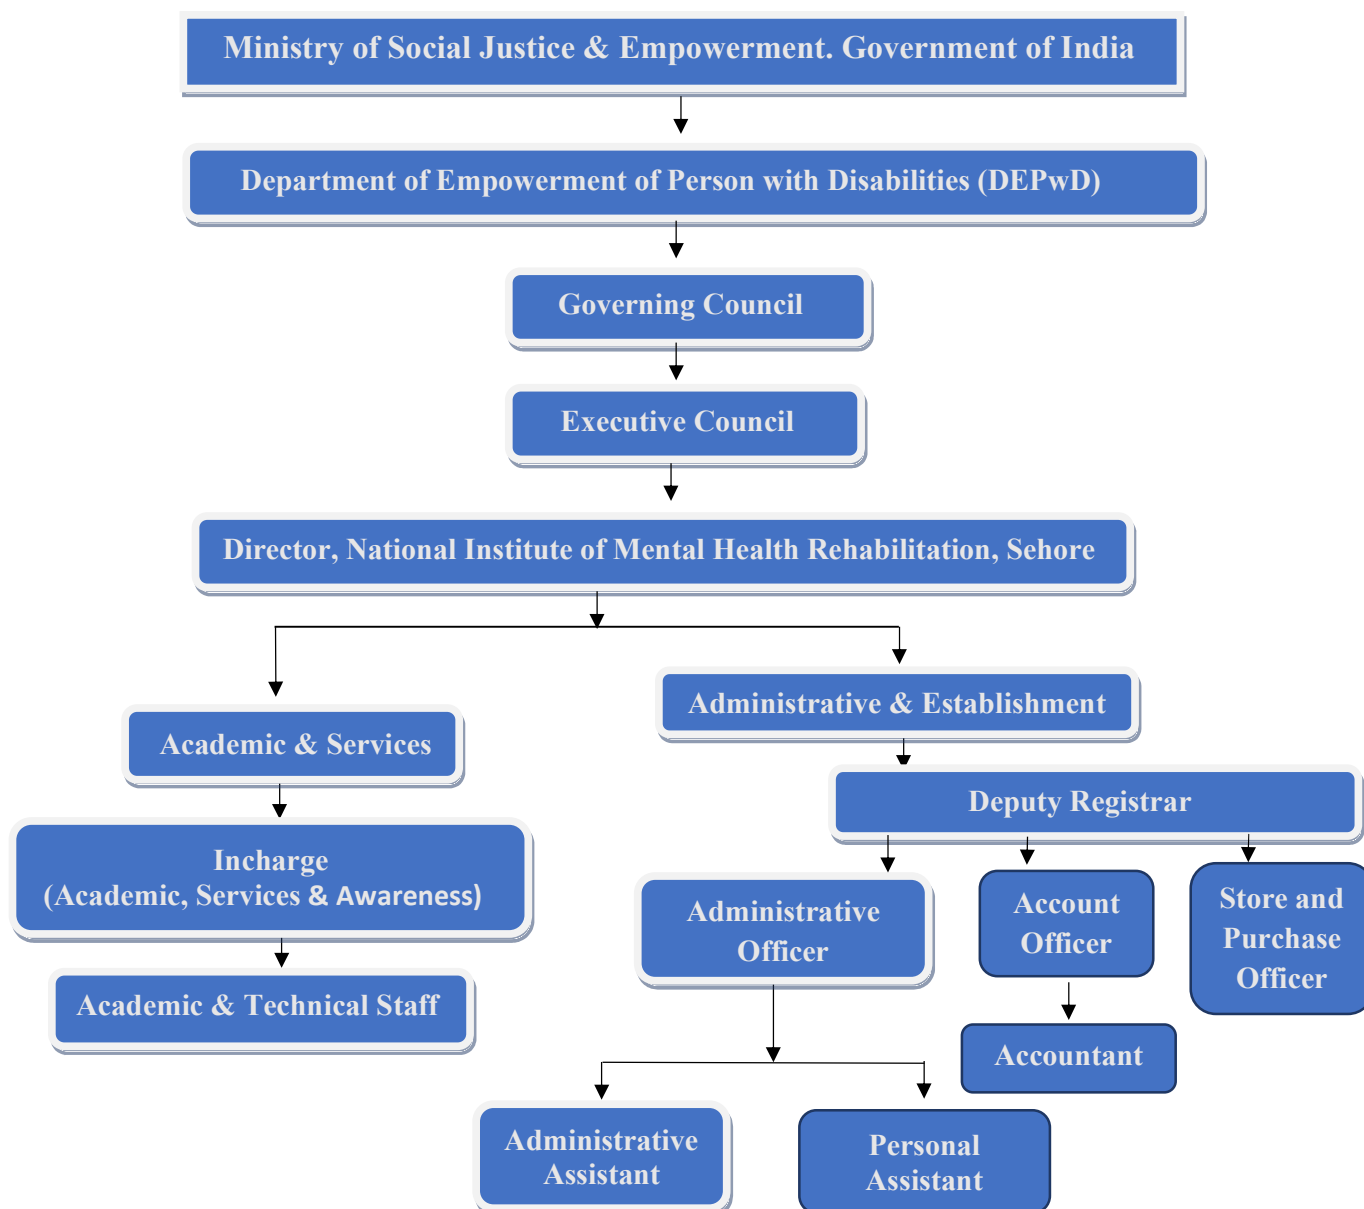 Ministry of Social Justice & Empowerment. Government of India
Department of Empowerment of Person with Disabilities (DEPwD)
Governing Council
Executive Council
Director, National Institute of Mental Health Rehabilitation, Sehore
Academic & Services
Incharge
(Academic, Services & Awareness)
Academic & Technical Staff
Administrative & Establishment
Deputy Registrar
Administrative
Officer
Account
Officer
Store and
Purchase
Officer
Accountant
Administrative
Assistant
Personal
Assistant